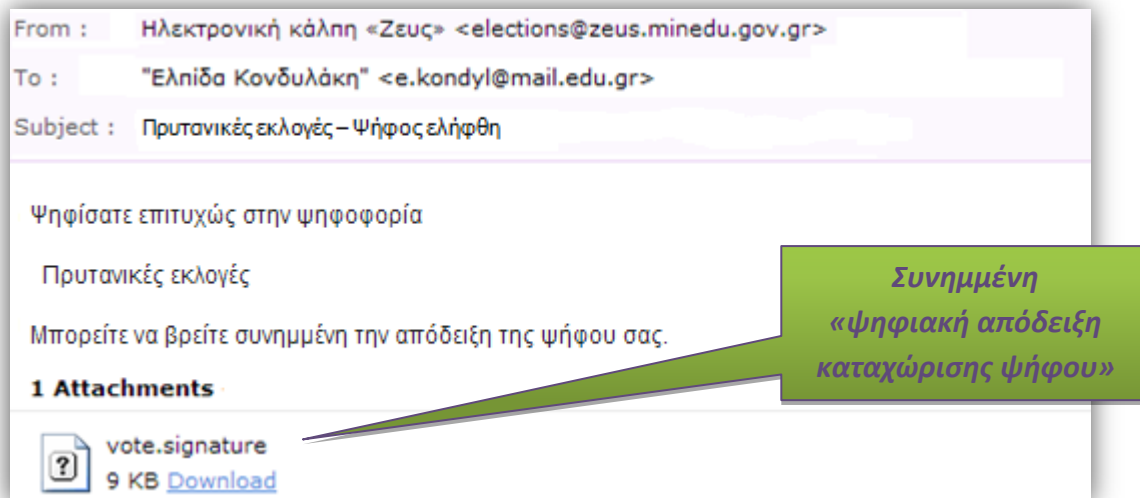 From : Ηλεκτρονική κάλπη «Ζευς» <elections@zeus.minedu.gov.gr>
To : "Ελπίδα Κονδυλάκη" <e.kondyl@mail.edu.gr>
Subject : Πρυτανικές εκλογές – Ψήφος ελήφθη
Ψηφίσατε επιτυχώς στην ψηφοφορία
Πρυτανικές εκλογές
Μπορείτε να βρείτε συνημμένη την απόδειξη της ψήφου σας.
1 Attachments
vote.signature
9 KB Download
Συνημμένη
«ψηφιακή απόδειξη
καταχώρισης ψήφου»